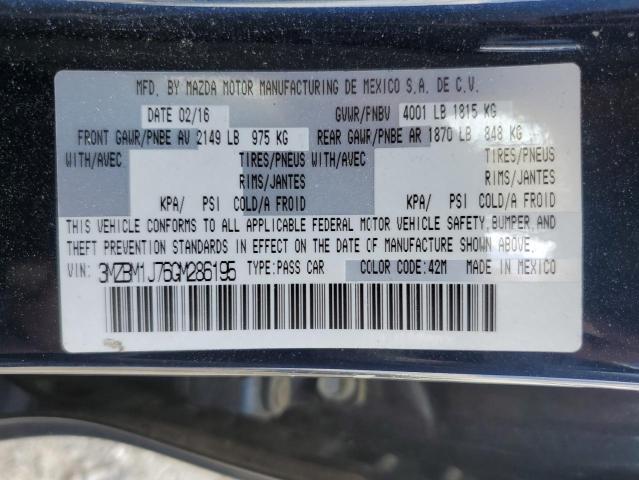 MFD. BY MAZDA MOTOR MANUFACTURING DE MEXICO S.A. DE C.V.
DATE 02/16 GVWR/PNBV 4001 LB 1815 KG
FRONT GAWR/PNBE AV 2149 LB 975 KG REAR GAWR/PNBE AR 1870 LB 848 KG
WITH/AVEC TIRES/PNEUS WITH/AVEC TIRES/PNEUS
RIMS/JANTES RIMS/JANTES
KPA/ PSI COLD/A FROID KPA/ PSI COLD/A FROID
THIS VEHICLE CONFORMS TO ALL APPLICABLE FEDERAL MOTOR VEHICLE SAFETY, BUMPER, AND
THEFT PREVENTION STANDARDS IN EFFECT ON THE DATE OF MANUFACTURE SHOWN ABOVE.
VIN: 3MZBM1J76GM286195 TYPE:PASS CAR COLOR CODE:42M MADE IN MEXICO